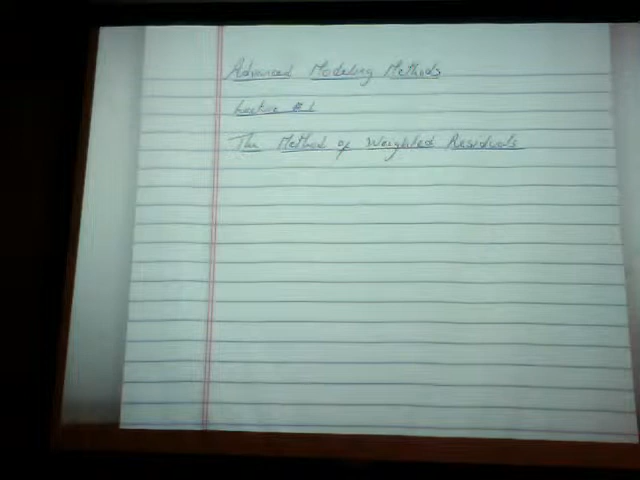 Advanced Modeling Methods
Lecture #1
The Method of Weighted Residuals